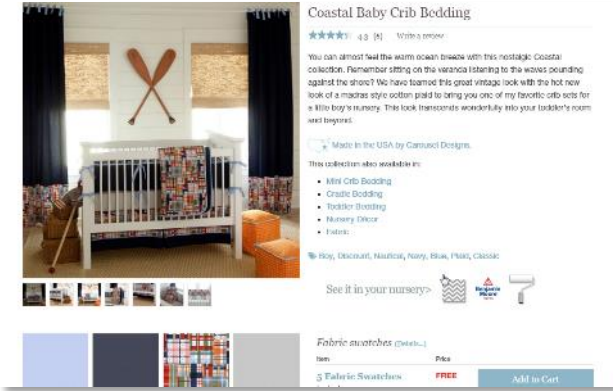 Coastal Baby Crib Bedding
4.3 (6) Write a review
You can almost feel the warm ocean breeze with this nostalgic Coastal
collection. Remember sitting on the veranda listening to the waves pounding
against the shore? We have teamed this great vintage look with the hot new
look of a madras style cotton plaid to bring you one of my favorite crib sets for
a little boy's nursery. This look transcends wonderfully into your toddler's room
and beyond.
Made in the USA by Carousel Designs.
This collection also available in:
Mini Crib Bedding
Cradle Bedding
Toddler Bedding
Nursery Décor
Fabric
Boy, Discount, Nautical, Navy, Blue, Plaid, Classic
See it in your nursery>
Benjamin
Moore
Fabric swatches (Details...)
Item Price
5 Fabric Swatches FREE Add to Cart